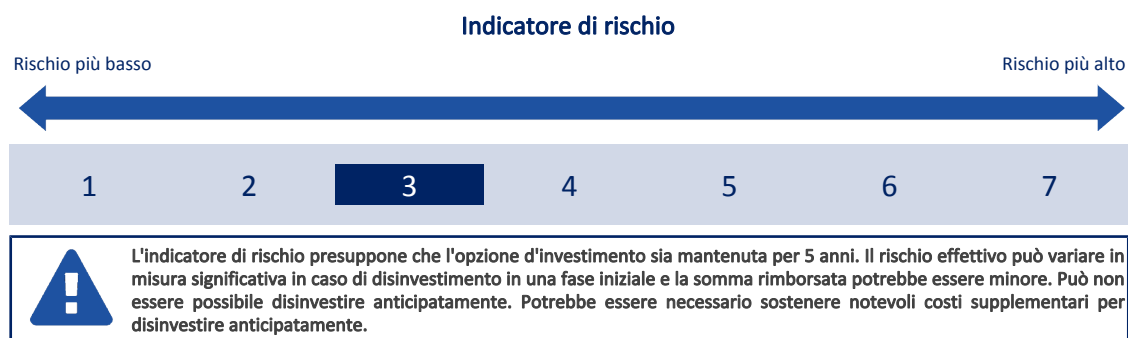 Indicatore di rischio
Rischio più basso
Rischio più alto
1 2 3 4 5 6 7
L'indicatore di rischio presuppone che l'opzione d'investimento sia mantenuta per 5 anni. Il rischio effettivo può variare in
misura significativa in caso di disinvestimento in una fase iniziale e la somma rimborsata potrebbe essere minore. Può non
essere possibile disinvestire anticipatamente. Potrebbe essere necessario sostenere notevoli costi supplementari per
disinvestire anticipatamente.